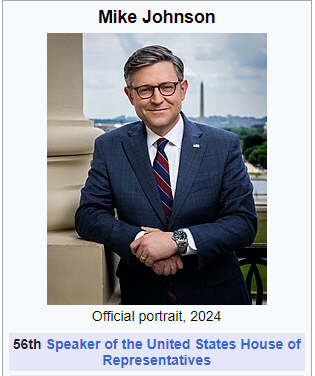 Mike Johnson
Official portrait, 2024
56th Speaker of the United States House of
Representatives